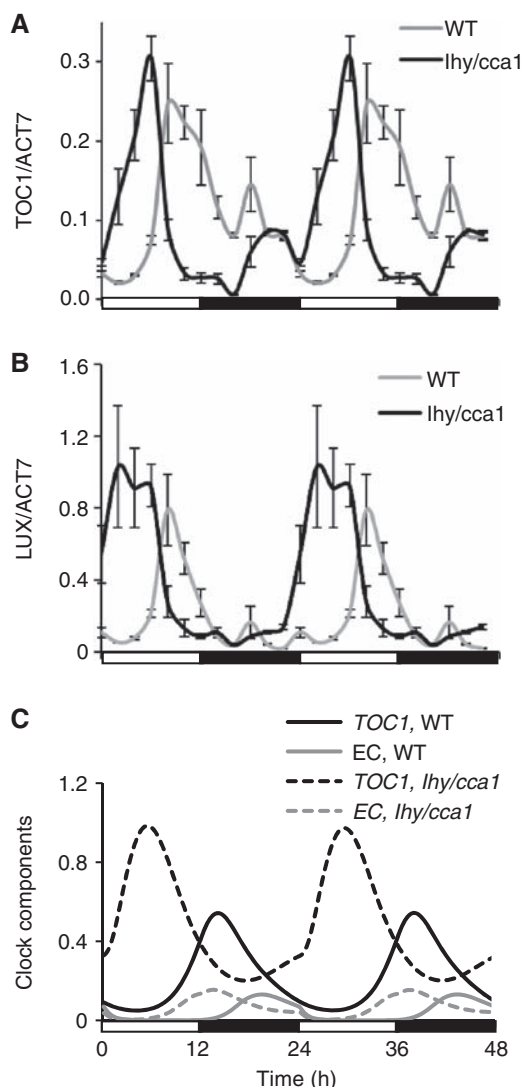 A
WT
lhy/cca1
TOC1/ACT7
0.3
0.2
0.1
0.0
B
WT
lhy/cca1
LUX/ACT7
1.6
1.2
0.8
0.4
0
C
TOC1, WT
EC, WT
TOC1, lhy/cca1
EC, lhy/cca1
Clock components
1.2
0.8
0.4
0
0 12 24 36 48
Time (h)